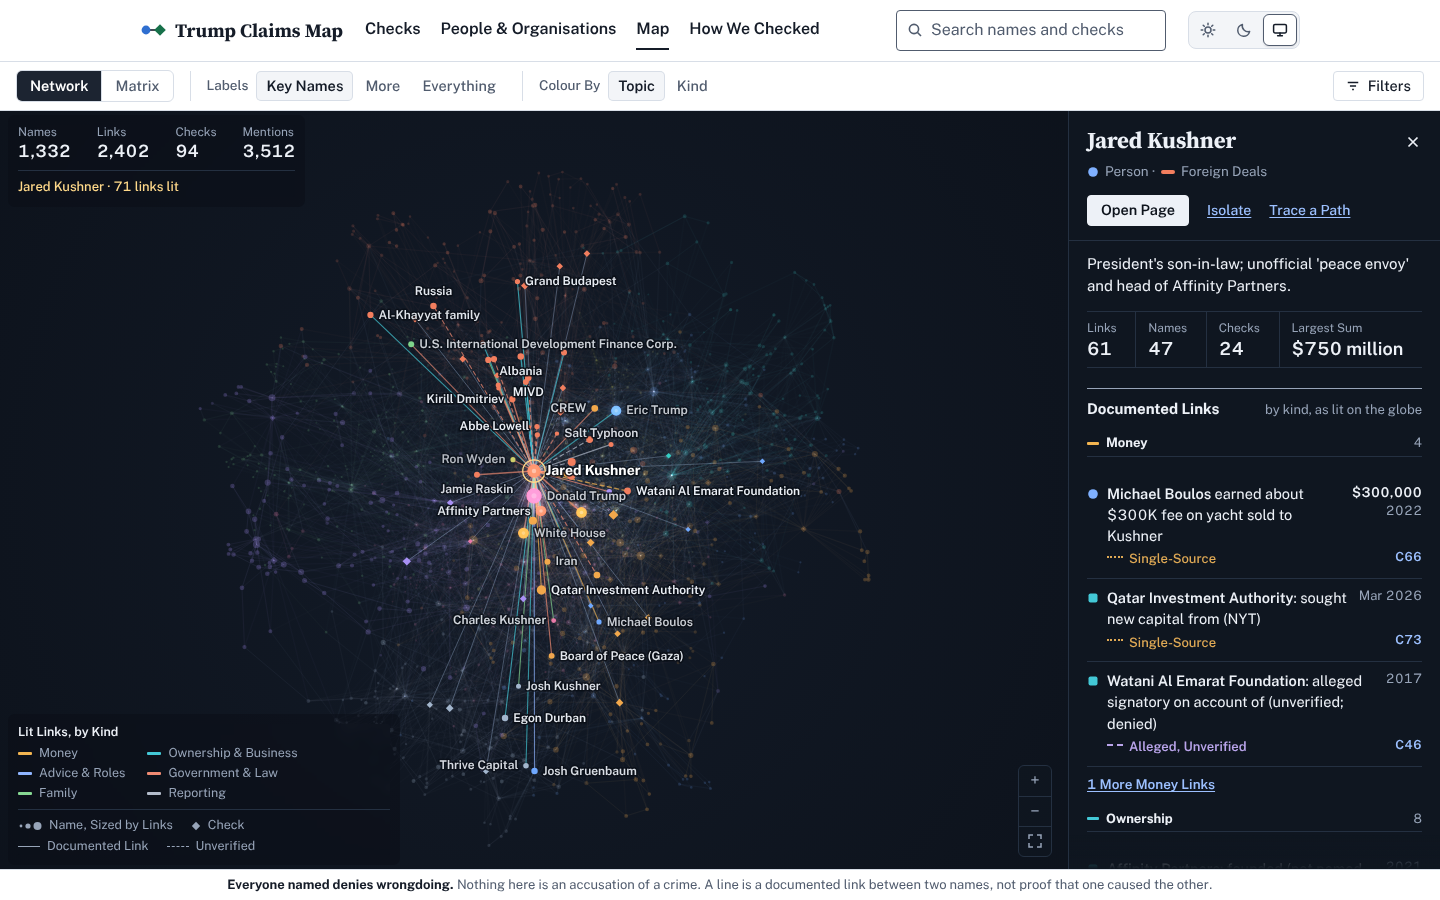 Trump Claims Map
Checks
People & Organisations
Map
How We Checked
Search names and checks
Network
Matrix
Labels
Key Names
More
Everything
Colour By
Topic
Kind
Filters
Names
Links
Checks
Mentions
1,332
2,402
94
3,512
Jared Kushner · 71 links lit
Grand Budapest
Russia
Al-Khayyat family
U.S. International Development Finance Corp.
Albania
MIVD
Kirill Dmitriev
CREW
Eric Trump
Abbe Lowell
Salt Typhoon
Ron Wyden
Jared Kushner
Jamie Raskin
Donald Trump
Watani Al Emarat Foundation
Affinity Partners
White House
Iran
Qatar Investment Authority
Charles Kushner
Michael Boulos
Board of Peace (Gaza)
Josh Kushner
Egon Durban
Thrive Capital
Josh Gruenbaum
Lit Links, by Kind
Money
Ownership & Business
Advice & Roles
Government & Law
Family
Reporting
Name, Sized by Links
Check
Documented Link
Unverified
+
−
Jared Kushner
Person · Foreign Deals
Open Page
Isolate
Trace a Path
President's son-in-law; unofficial 'peace envoy'
and head of Affinity Partners.
Links
Names
Checks
Largest Sum
61
47
24
$750 million
Documented Links
by kind, as lit on the globe
Money
4
Michael Boulos earned about
$300,000
$300K fee on yacht sold to
2022
Kushner
Single-Source
C66
Qatar Investment Authority: sought
Mar 2026
new capital from (NYT)
Single-Source
C73
Watani Al Emarat Foundation: alleged
2017
signatory on account of (unverified;
denied)
Alleged, Unverified
C46
1 More Money Links
Ownership
8
Everyone named denies wrongdoing. Nothing here is an accusation of a crime. A line is a documented link between two names, not proof that one caused the other.